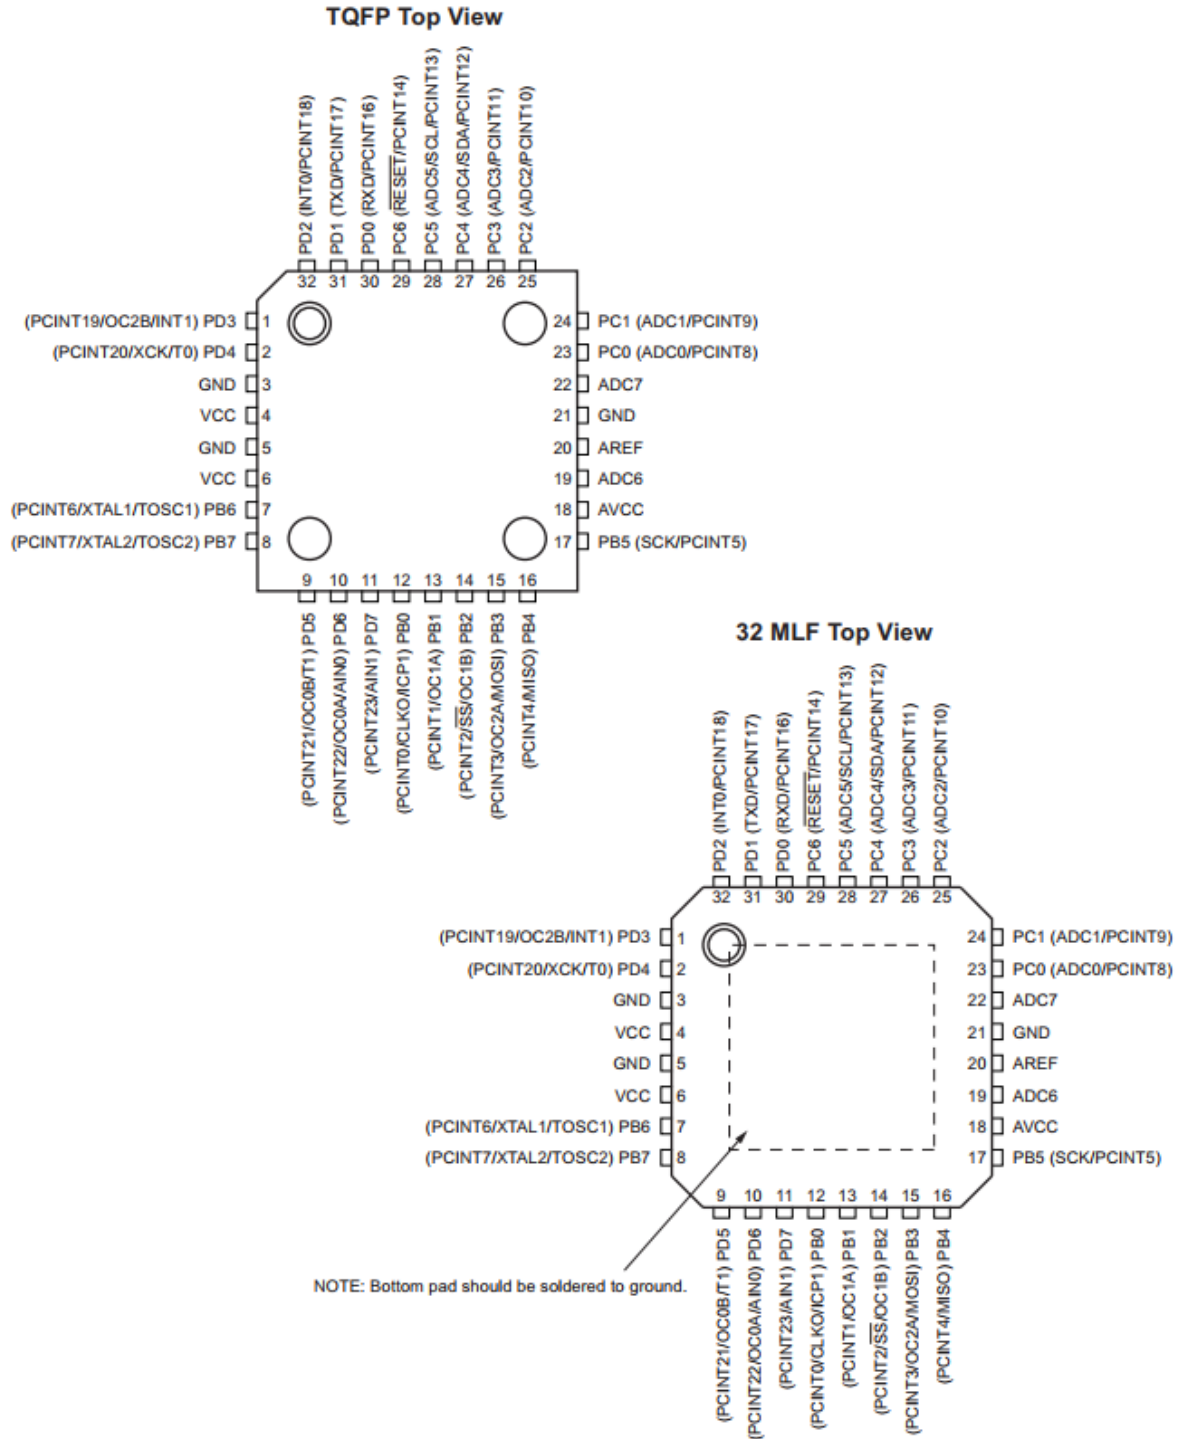 TQFP Top View
PD2 (INT0/PCINT18)
PD1 (TXD/PCINT17)
PD0 (RXD/PCINT16)
PC6 (RESET/PCINT14)
PC5 (ADC5/SCL/PCINT13)
PC4 (ADC4/SDA/PCINT12)
PC3 (ADC3/PCINT11)
PC2 (ADC2/PCINT10)
32 31 30 29 28 27 26 25
(PCINT19/OC2B/INT1) PD3 1
(PCINT20/XCK/T0) PD4 2
GND 3
VCC 4
GND 5
VCC 6
(PCINT6/XTAL1/TOSC1) PB6 7
(PCINT7/XTAL2/TOSC2) PB7 8
24 PC1 (ADC1/PCINT9)
23 PC0 (ADC0/PCINT8)
22 ADC7
21 GND
20 AREF
19 ADC6
18 AVCC
17 PB5 (SCK/PCINT5)
9 10 11 12 13 14 15 16
(PCINT21/OC0B/T1) PD5
(PCINT22/OC0A/AIN0) PD6
(PCINT23/AIN1) PD7
(PCINT0/CLKO/ICP1) PB0
(PCINT1/OC1A) PB1
(PCINT2/SS/OC1B) PB2
(PCINT3/OC2A/MOSI) PB3
(PCINT4/MISO) PB4
32 MLF Top View
PD2 (INT0/PCINT18)
PD1 (TXD/PCINT17)
PD0 (RXD/PCINT16)
PC6 (RESET/PCINT14)
PC5 (ADC5/SCL/PCINT13)
PC4 (ADC4/SDA/PCINT12)
PC3 (ADC3/PCINT11)
PC2 (ADC2/PCINT10)
32 31 30 29 28 27 26 25
(PCINT19/OC2B/INT1) PD3 1
(PCINT20/XCK/T0) PD4 2
GND 3
VCC 4
GND 5
VCC 6
(PCINT6/XTAL1/TOSC1) PB6 7
(PCINT7/XTAL2/TOSC2) PB7 8
24 PC1 (ADC1/PCINT9)
23 PC0 (ADC0/PCINT8)
22 ADC7
21 GND
20 AREF
19 ADC6
18 AVCC
17 PB5 (SCK/PCINT5)
9 10 11 12 13 14 15 16
(PCINT21/OC0B/T1) PD5
(PCINT22/OC0A/AIN0) PD6
(PCINT23/AIN1) PD7
(PCINT0/CLKO/ICP1) PB0
(PCINT1/OC1A) PB1
(PCINT2/SS/OC1B) PB2
(PCINT3/OC2A/MOSI) PB3
(PCINT4/MISO) PB4
NOTE: Bottom pad should be soldered to ground.